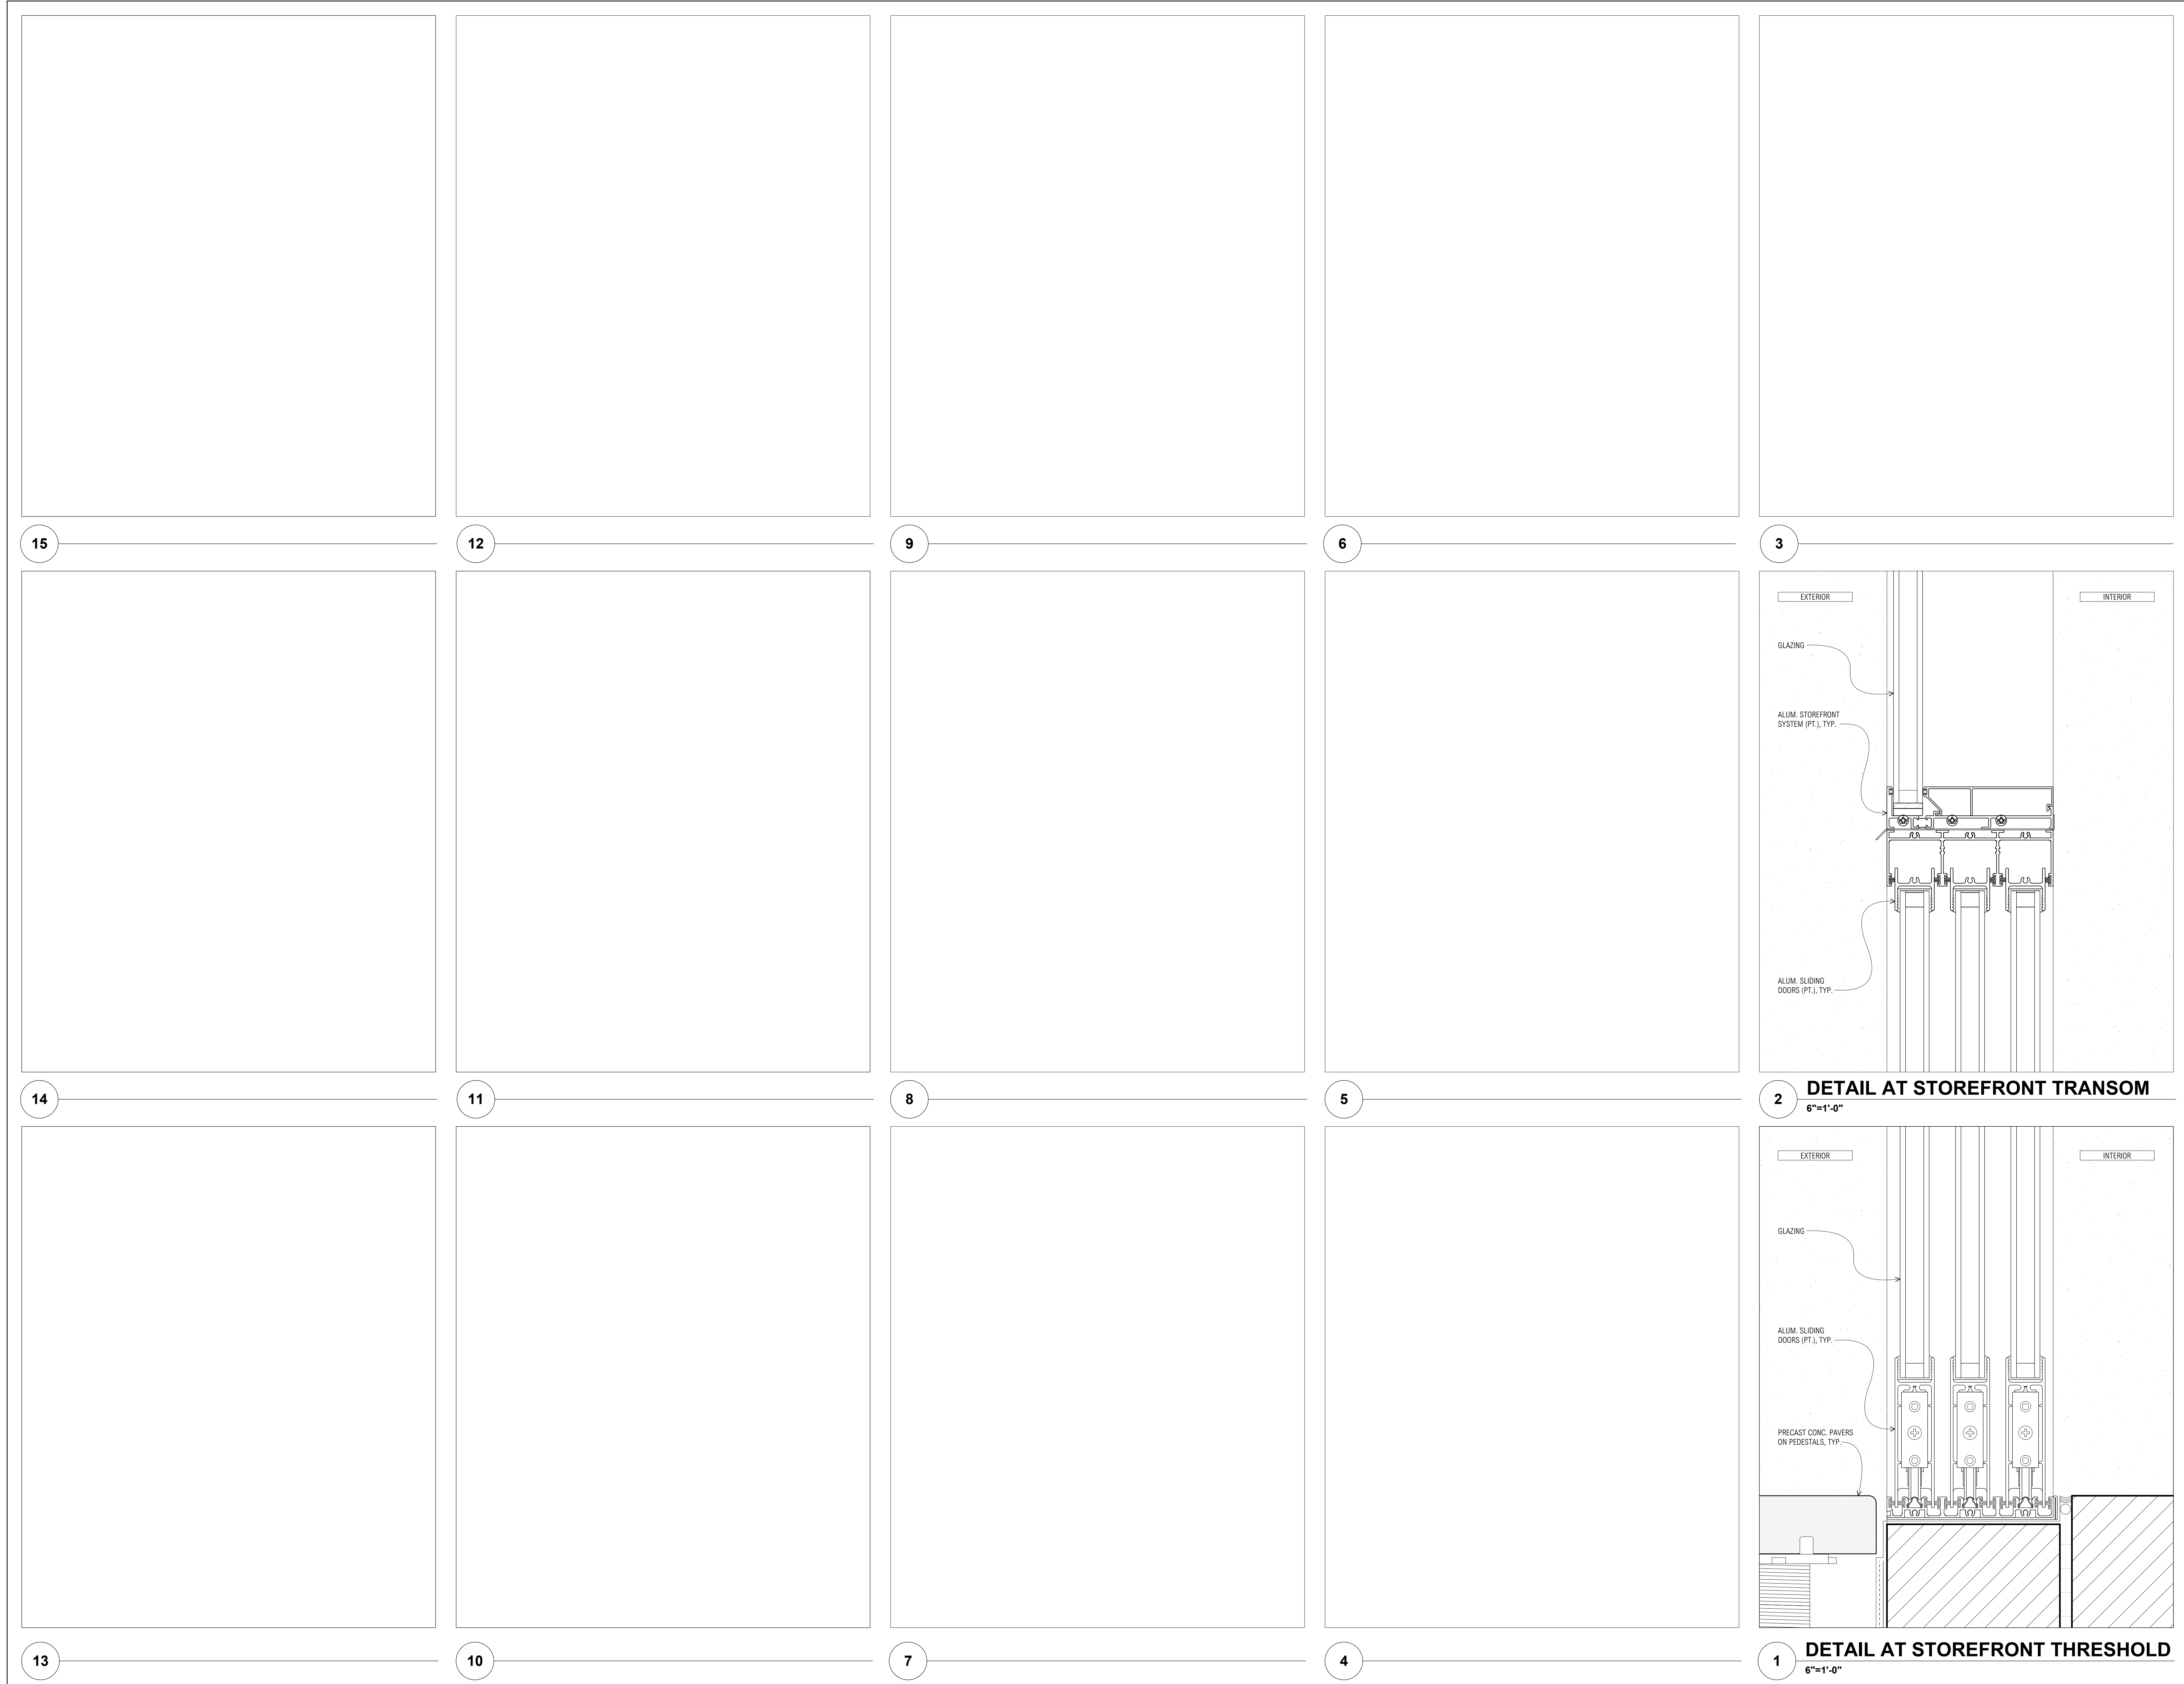 15
12
9
6
3
EXTERIOR
INTERIOR
GLAZING
ALUM. STOREFRONT
SYSTEM (PT.), TYP.
ALUM. SLIDING
DOORS (PT.), TYP.
14
11
8
5
2
DETAIL AT STOREFRONT TRANSOM
6"=1'-0"
EXTERIOR
INTERIOR
GLAZING
ALUM. SLIDING
DOORS (PT.), TYP.
PRECAST CONC. PAVERS
ON PEDESTALS, TYP.
13
10
7
4
1
DETAIL AT STOREFRONT THRESHOLD
6"=1'-0"